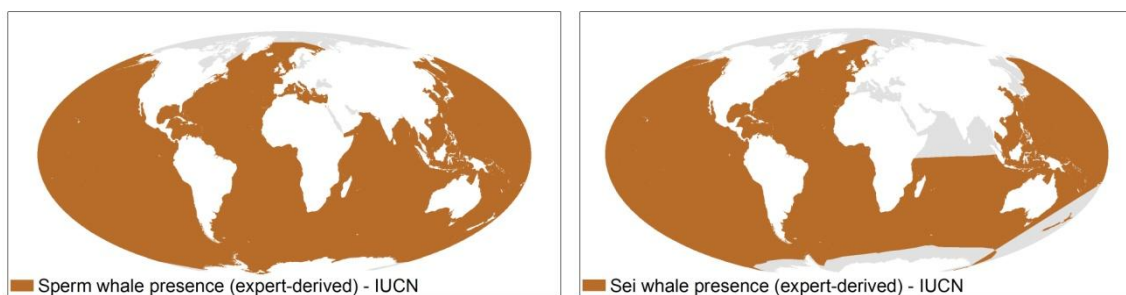 Sperm whale presence (expert-derived) - IUCN
Sei whale presence (expert-derived) - IUCN